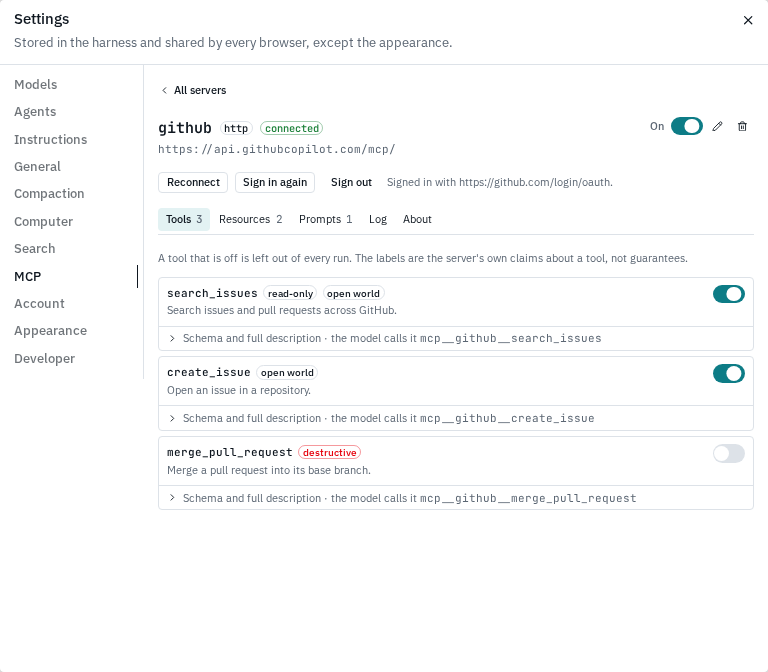 Settings
Stored in the harness and shared by every browser, except the appearance.
Models
Agents
Instructions
General
Compaction
Computer
Search
MCP
Account
Appearance
Developer
All servers
github http connected
On
https://api.githubcopilot.com/mcp/
Reconnect Sign in again Sign out Signed in with https://github.com/login/oauth.
Tools 3 Resources 2 Prompts 1 Log About
A tool that is off is left out of every run. The labels are the server's own claims about a tool, not guarantees.
search_issues read-only open world
Search issues and pull requests across GitHub.
Schema and full description · the model calls it mcp__github__search_issues
create_issue open world
Open an issue in a repository.
Schema and full description · the model calls it mcp__github__create_issue
merge_pull_request destructive
Merge a pull request into its base branch.
Schema and full description · the model calls it mcp__github__merge_pull_request